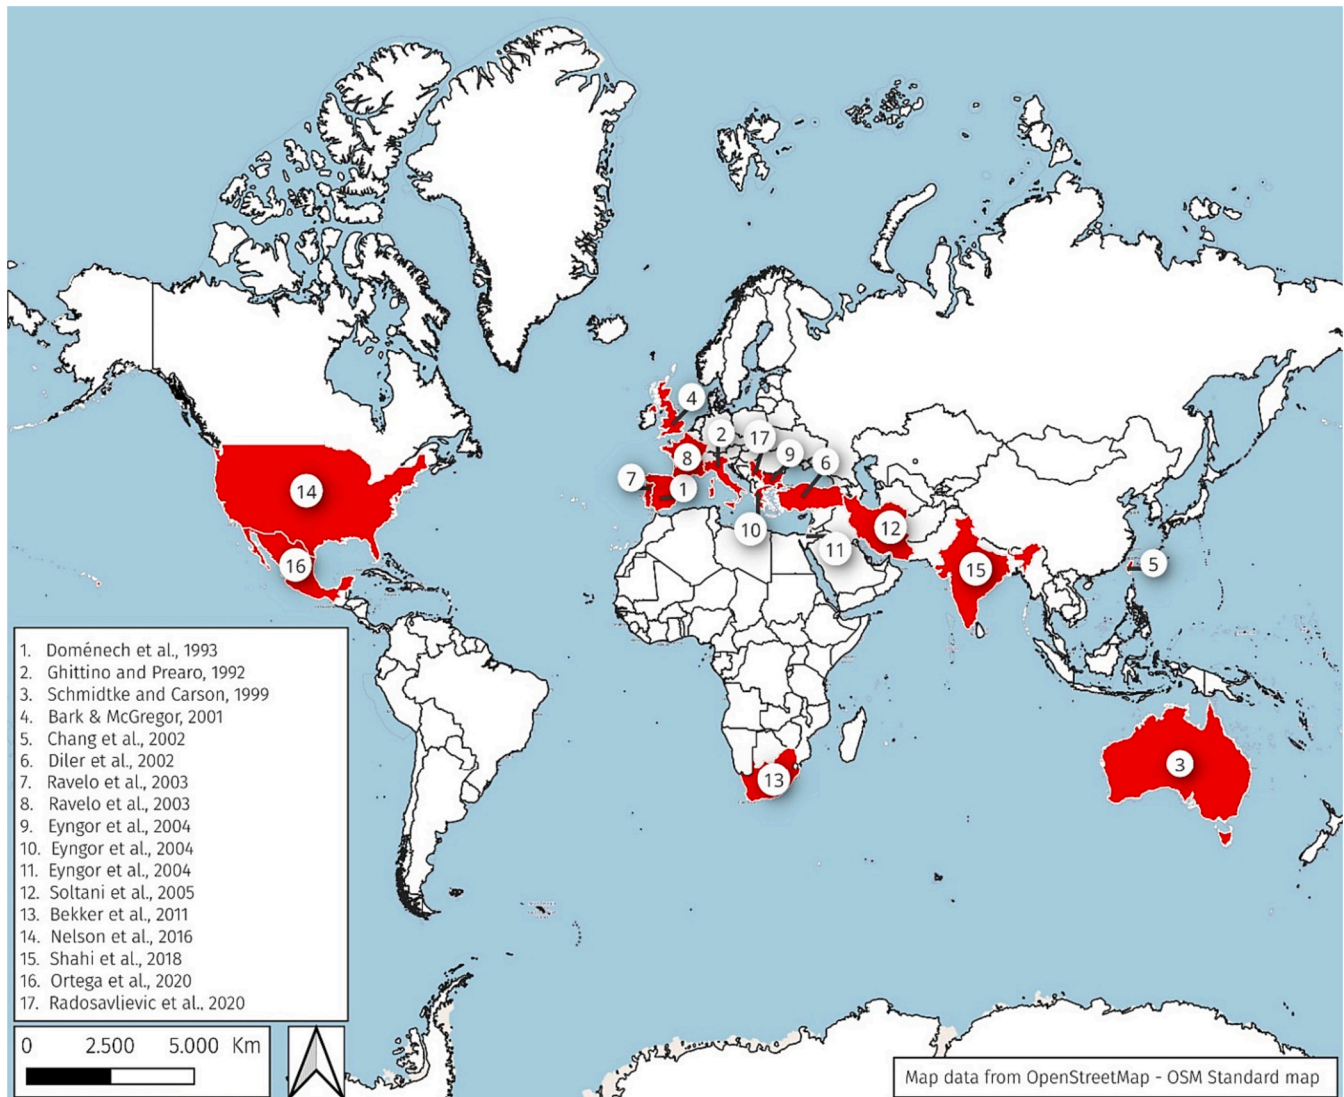 4
2
17
9
6
8
7
1
14
10
12
11
16
15
5
3
13
1. Doménech et al., 1993
2. Ghittino and Prearo, 1992
3. Schmidtke and Carson, 1999
4. Bark & McGregor, 2001
5. Chang et al., 2002
6. Diler et al., 2002
7. Ravelo et al., 2003
8. Ravelo et al., 2003
9. Eyngor et al., 2004
10. Eyngor et al., 2004
11. Eyngor et al., 2004
12. Soltani et al., 2005
13. Bekker et al., 2011
14. Nelson et al., 2016
15. Shahi et al., 2018
16. Ortega et al., 2020
17. Radosavljevic et al., 2020
0 2.500 5.000 Km
Map data from OpenStreetMap - OSM Standard map